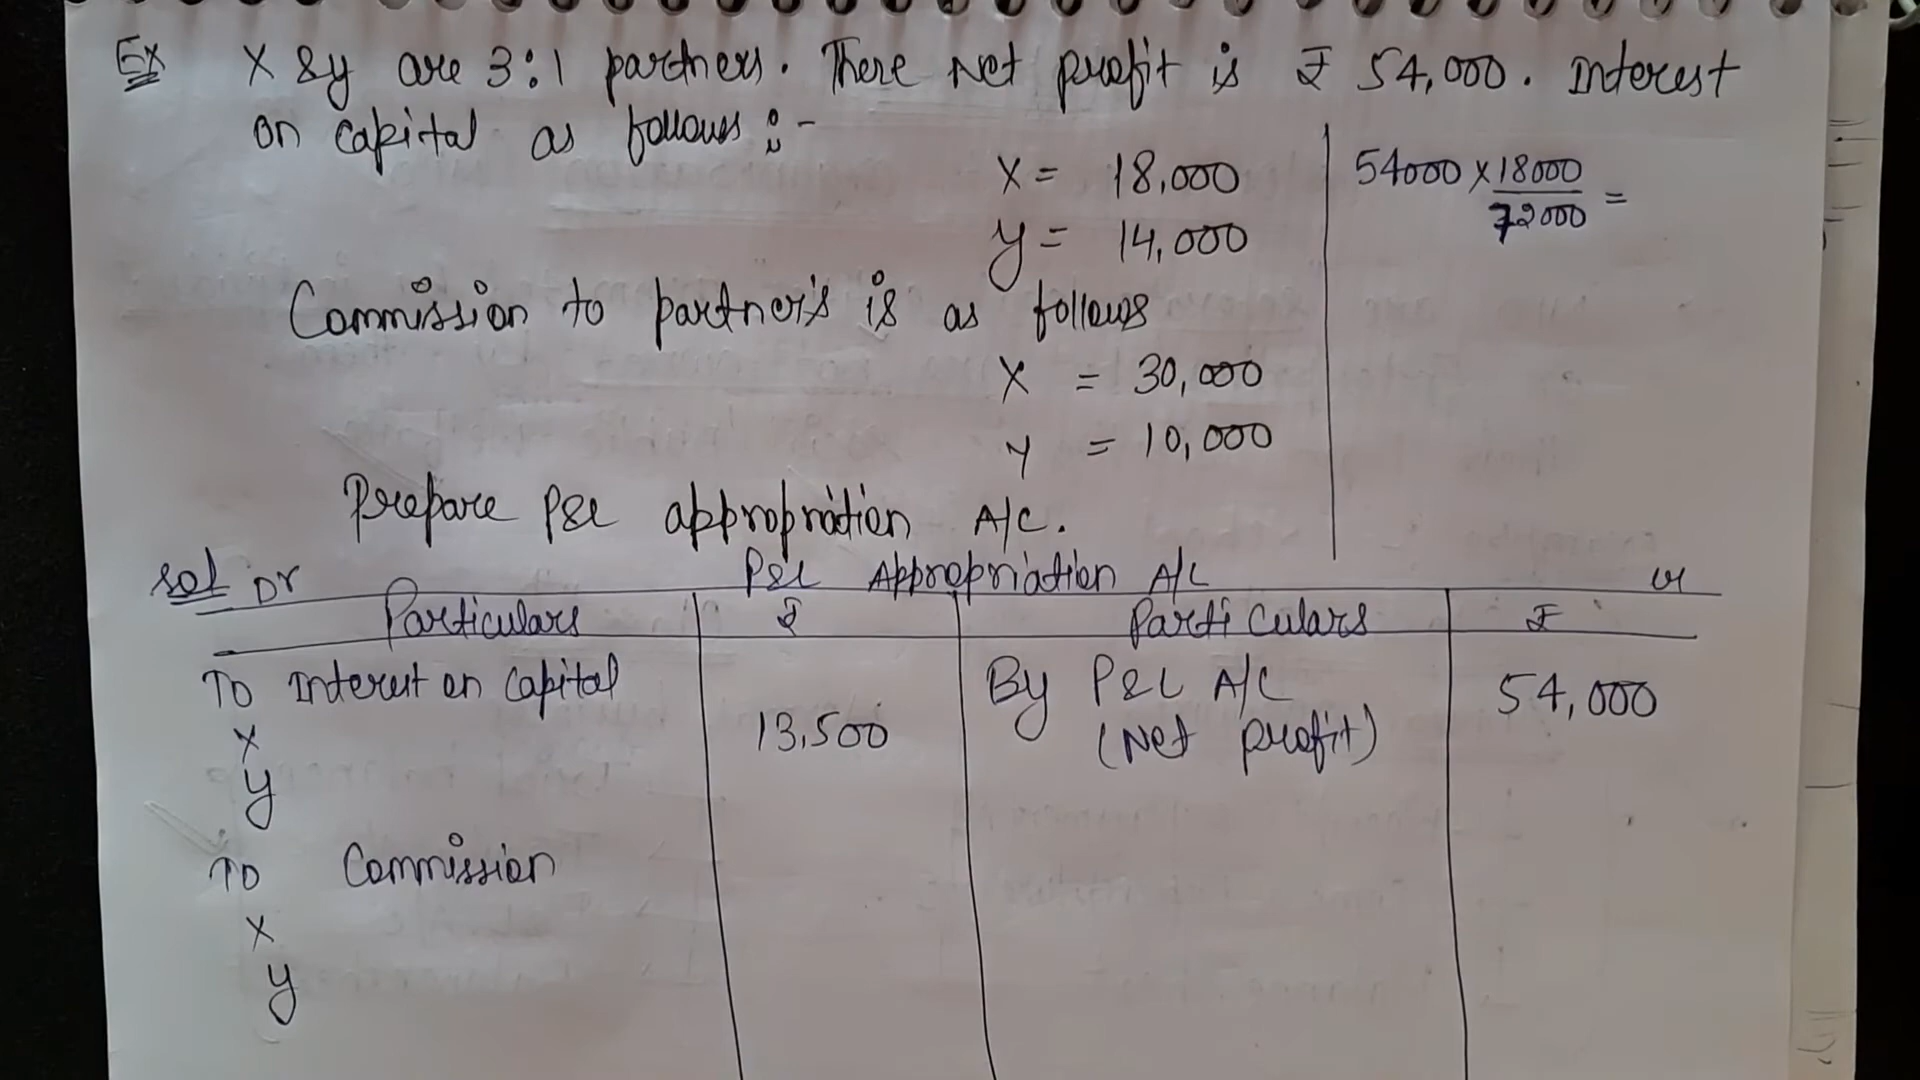 Ex X & y are 3:1 partners. There Net profit is ₹ 54,000. Interest
on capital as follows :-
X = 18,000
y = 14,000
54000 × 18000
72000 =
Commission to partner's is as follows
X = 30,000
y = 10,000
Prepare P&L appropriation A/C.
Sol Dr P&L Appropriation A/C Cr
Particulars ₹ Particulars ₹
To Interest on Capital By P&L A/C 54,000
X 13,500 (Net profit)
y
To Commission
X
y